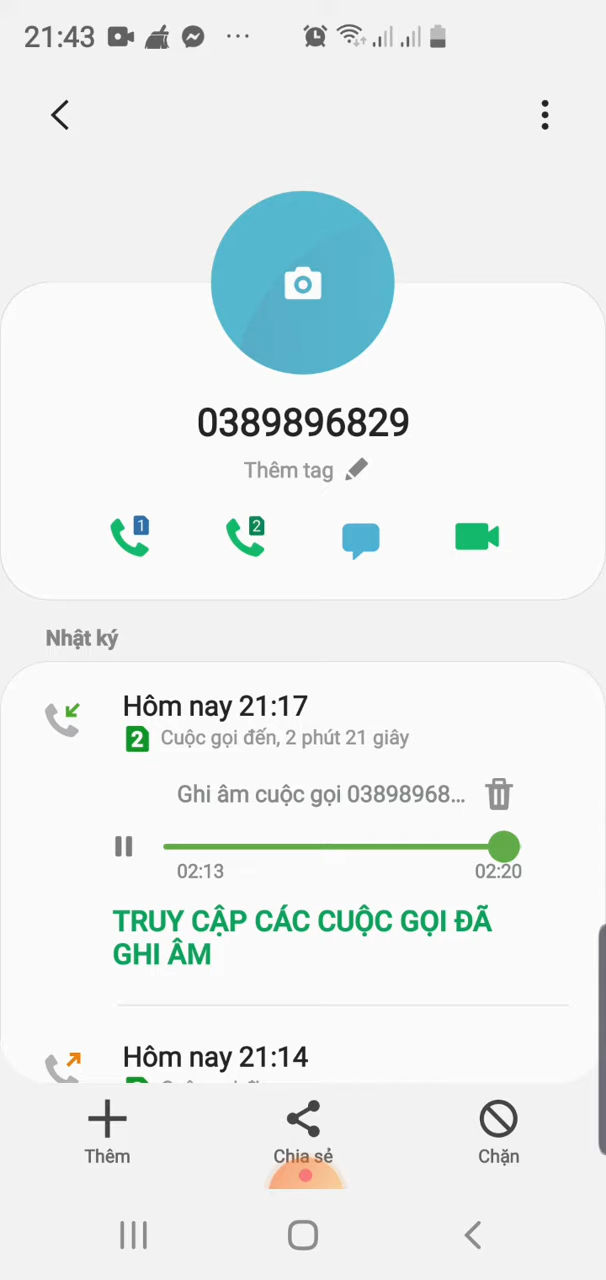 21:43
0389896829
Thêm tag
1
2
Nhật ký
Hôm nay 21:17
2 Cuộc gọi đến, 2 phút 21 giây
Ghi âm cuộc gọi 03898968...
02:13
02:20
TRUY CẬP CÁC CUỘC GỌI ĐÃ
GHI ÂM
Hôm nay 21:14
Thêm
Chia sẻ
Chặn